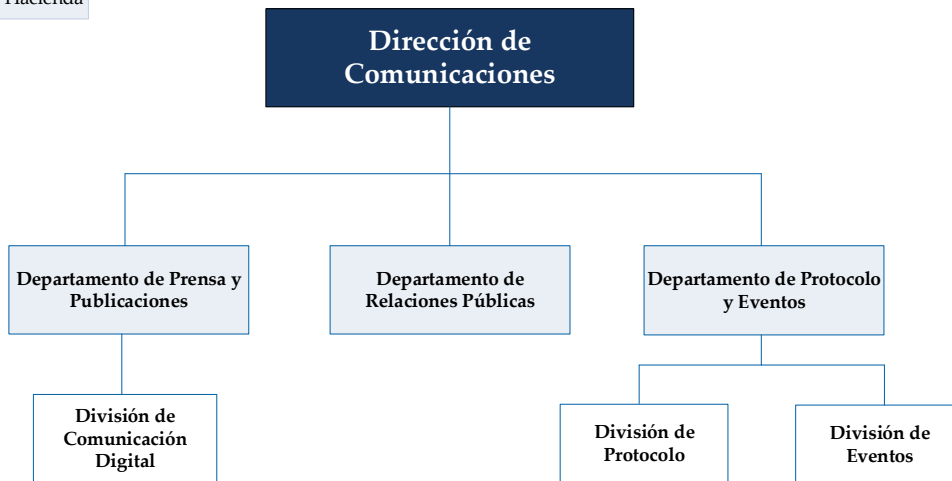 Hacienda
Dirección de
Comunicaciones
Departamento de Prensa y
Publicaciones
Departamento de
Relaciones Públicas
Departamento de Protocolo
y Eventos
División de
Comunicación
Digital
División de
Protocolo
División de
Eventos